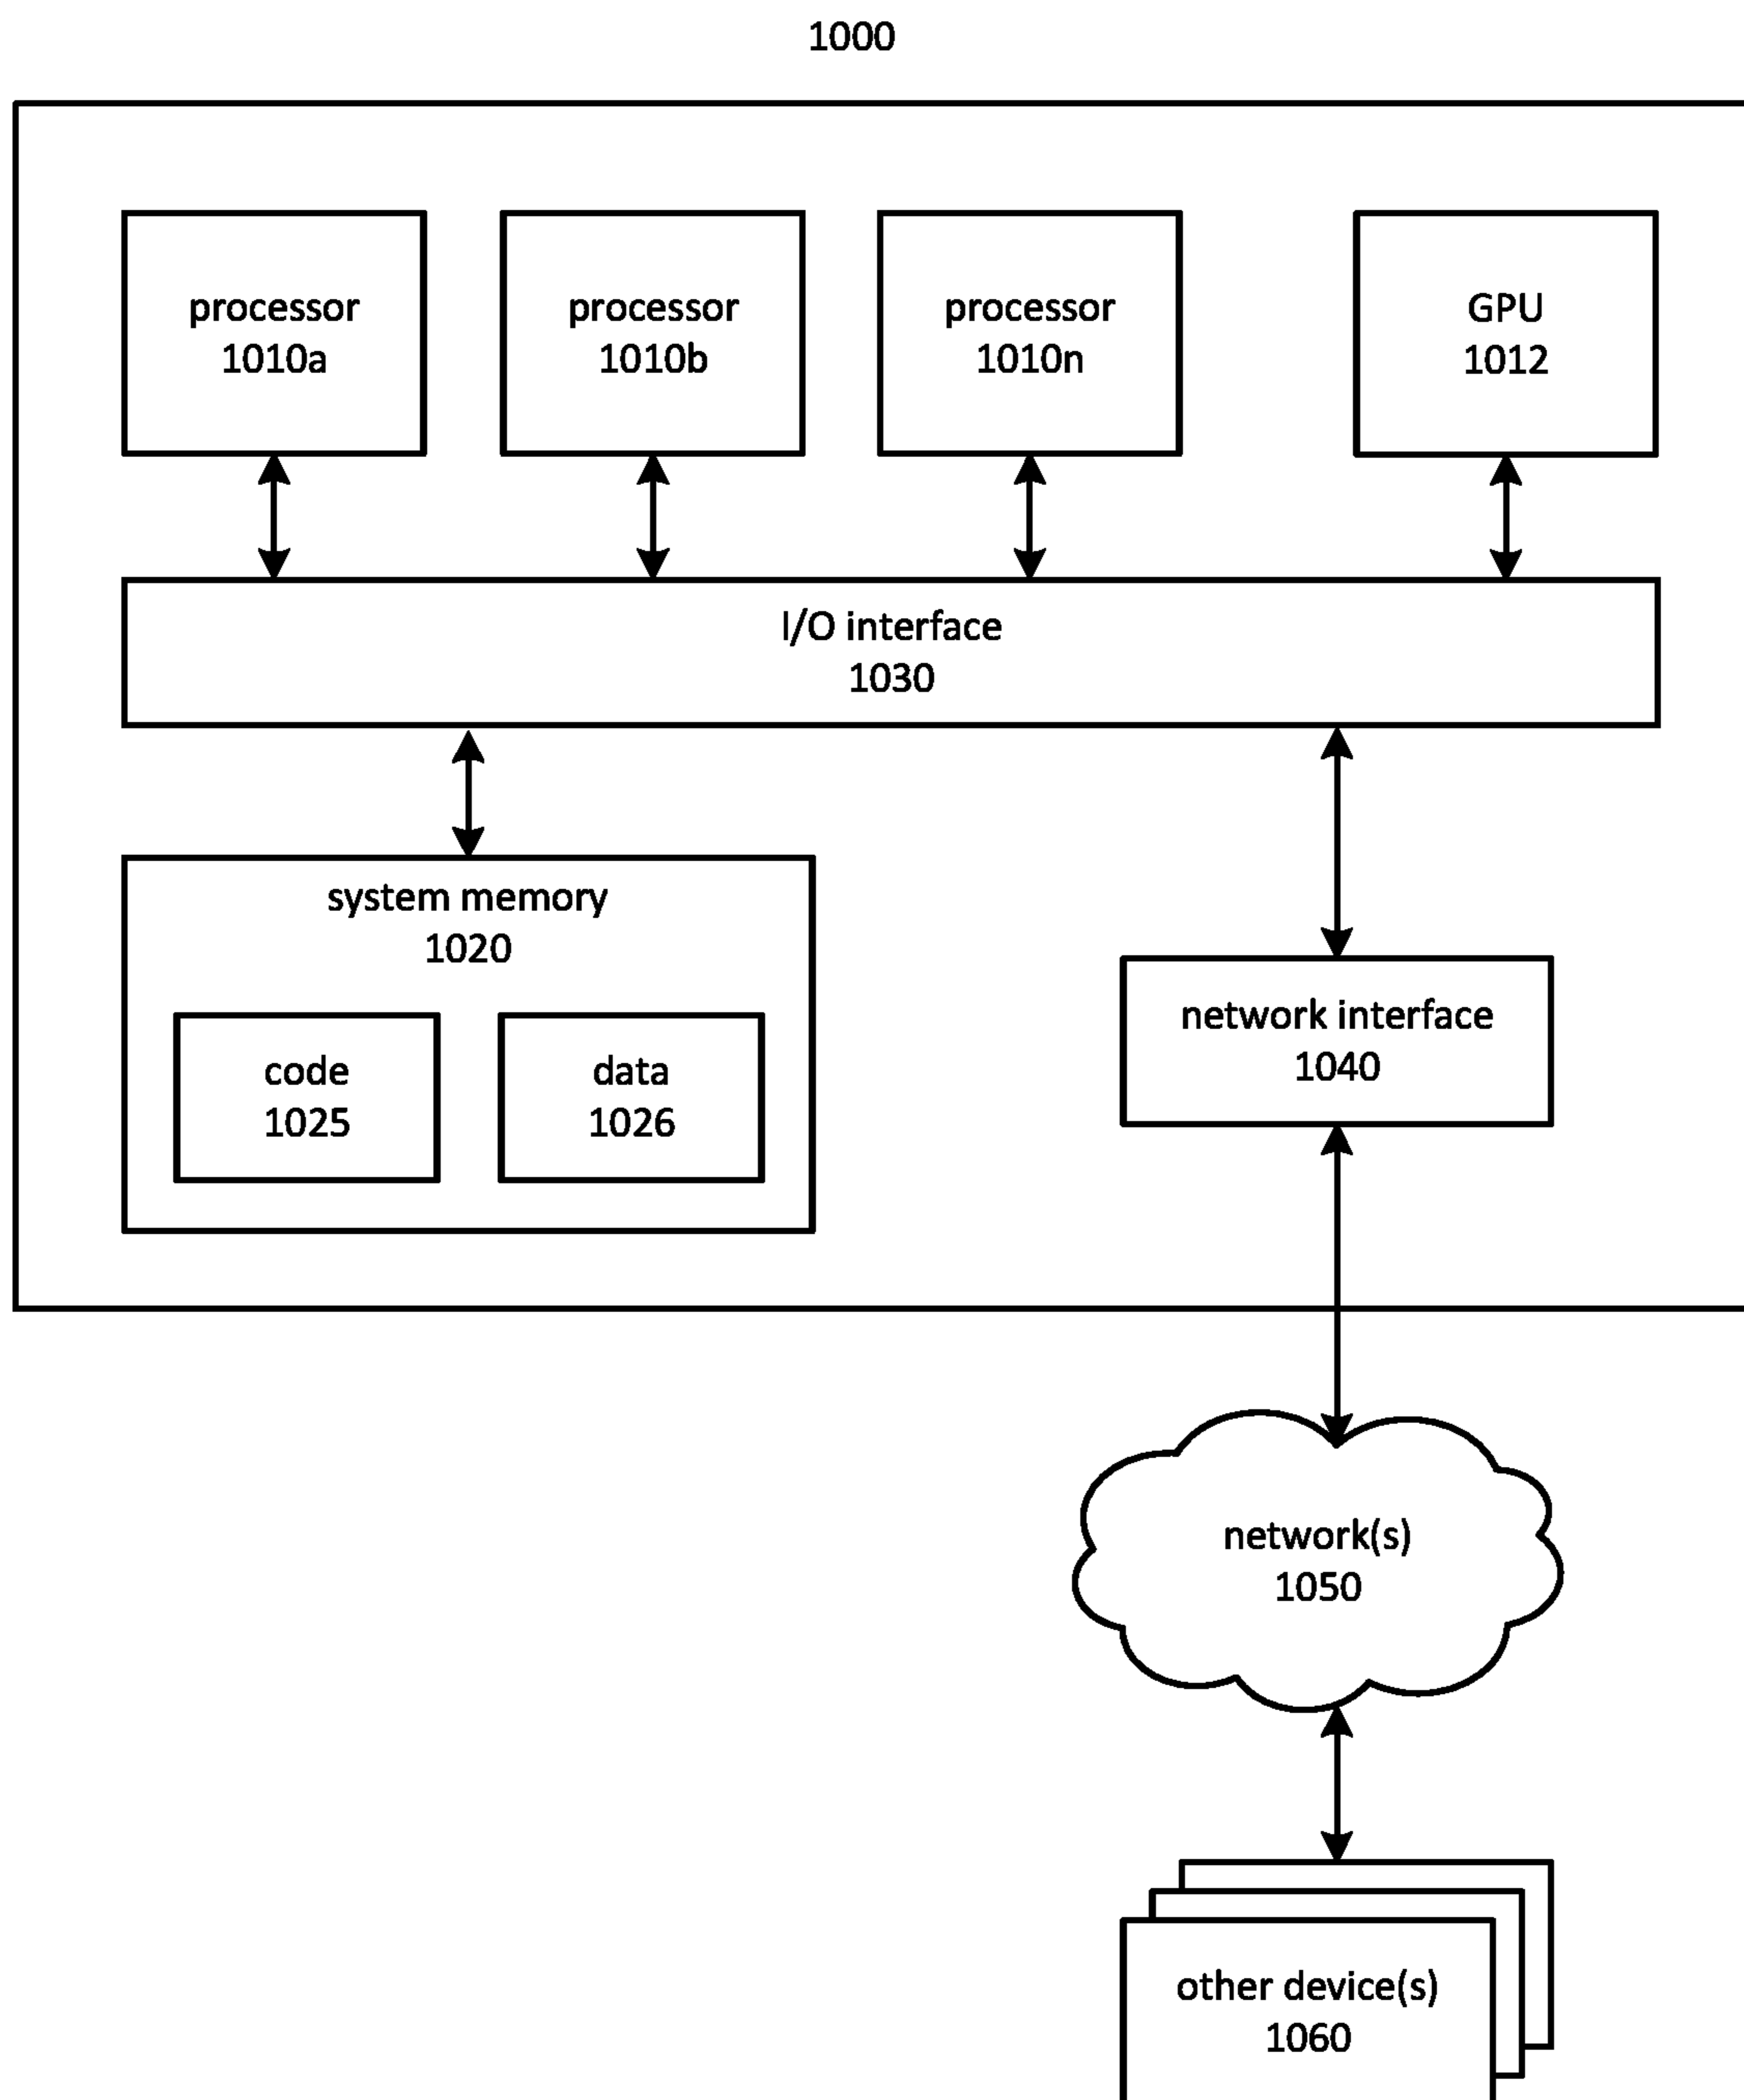 1000
processor
1010a
processor
1010b
processor
1010n
GPU
1012
I/O interface
1030
system memory
1020
code
1025
data
1026
network interface
1040
network(s)
1050
other device(s)
1060